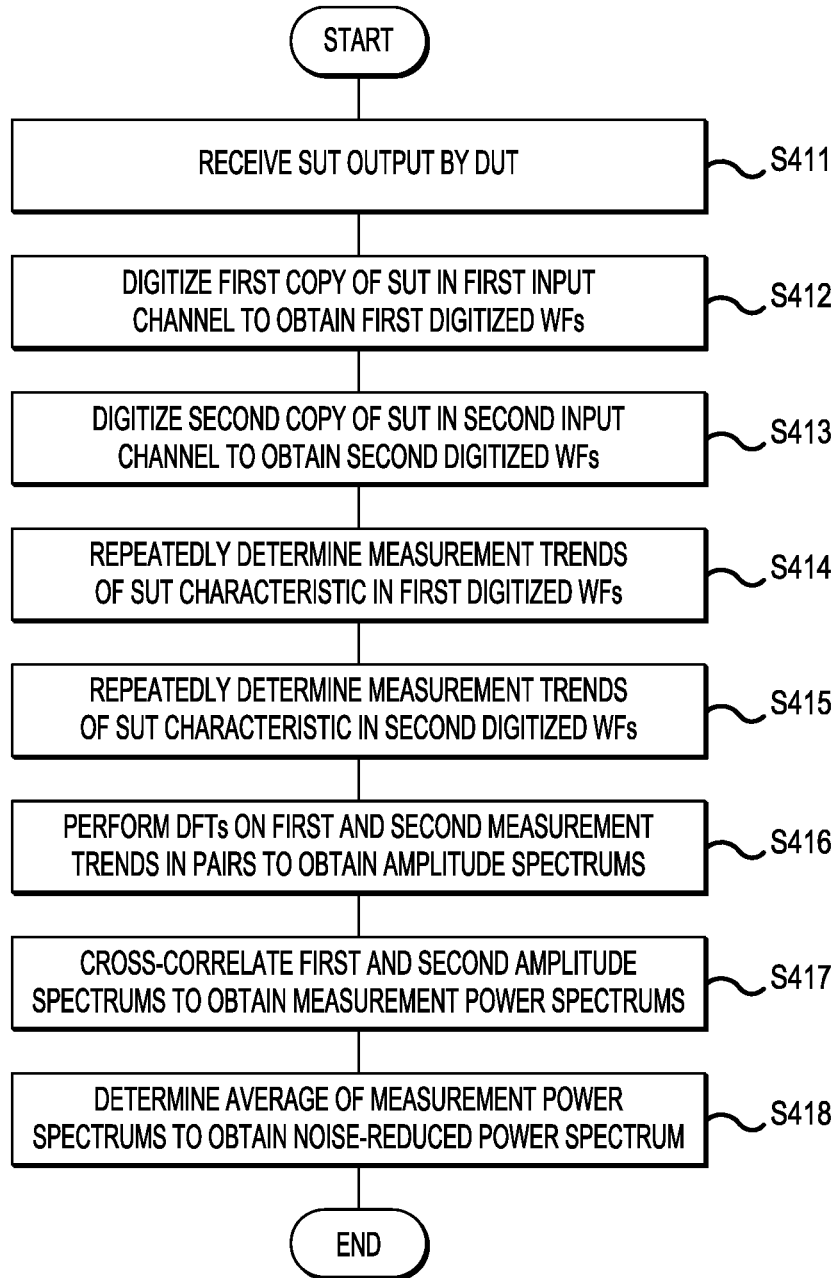 START
RECEIVE SUT OUTPUT BY DUT
S411
DIGITIZE FIRST COPY OF SUT IN FIRST INPUT
CHANNEL TO OBTAIN FIRST DIGITIZED WFs
S412
DIGITIZE SECOND COPY OF SUT IN SECOND INPUT
CHANNEL TO OBTAIN SECOND DIGITIZED WFs
S413
REPEATEDLY DETERMINE MEASUREMENT TRENDS
OF SUT CHARACTERISTIC IN FIRST DIGITIZED WFs
S414
REPEATEDLY DETERMINE MEASUREMENT TRENDS
OF SUT CHARACTERISTIC IN SECOND DIGITIZED WFs
S415
PERFORM DFTs ON FIRST AND SECOND MEASUREMENT
TRENDS IN PAIRS TO OBTAIN AMPLITUDE SPECTRUMS
S416
CROSS-CORRELATE FIRST AND SECOND AMPLITUDE
SPECTRUMS TO OBTAIN MEASUREMENT POWER SPECTRUMS
S417
DETERMINE AVERAGE OF MEASUREMENT POWER
SPECTRUMS TO OBTAIN NOISE-REDUCED POWER SPECTRUM
S418
END